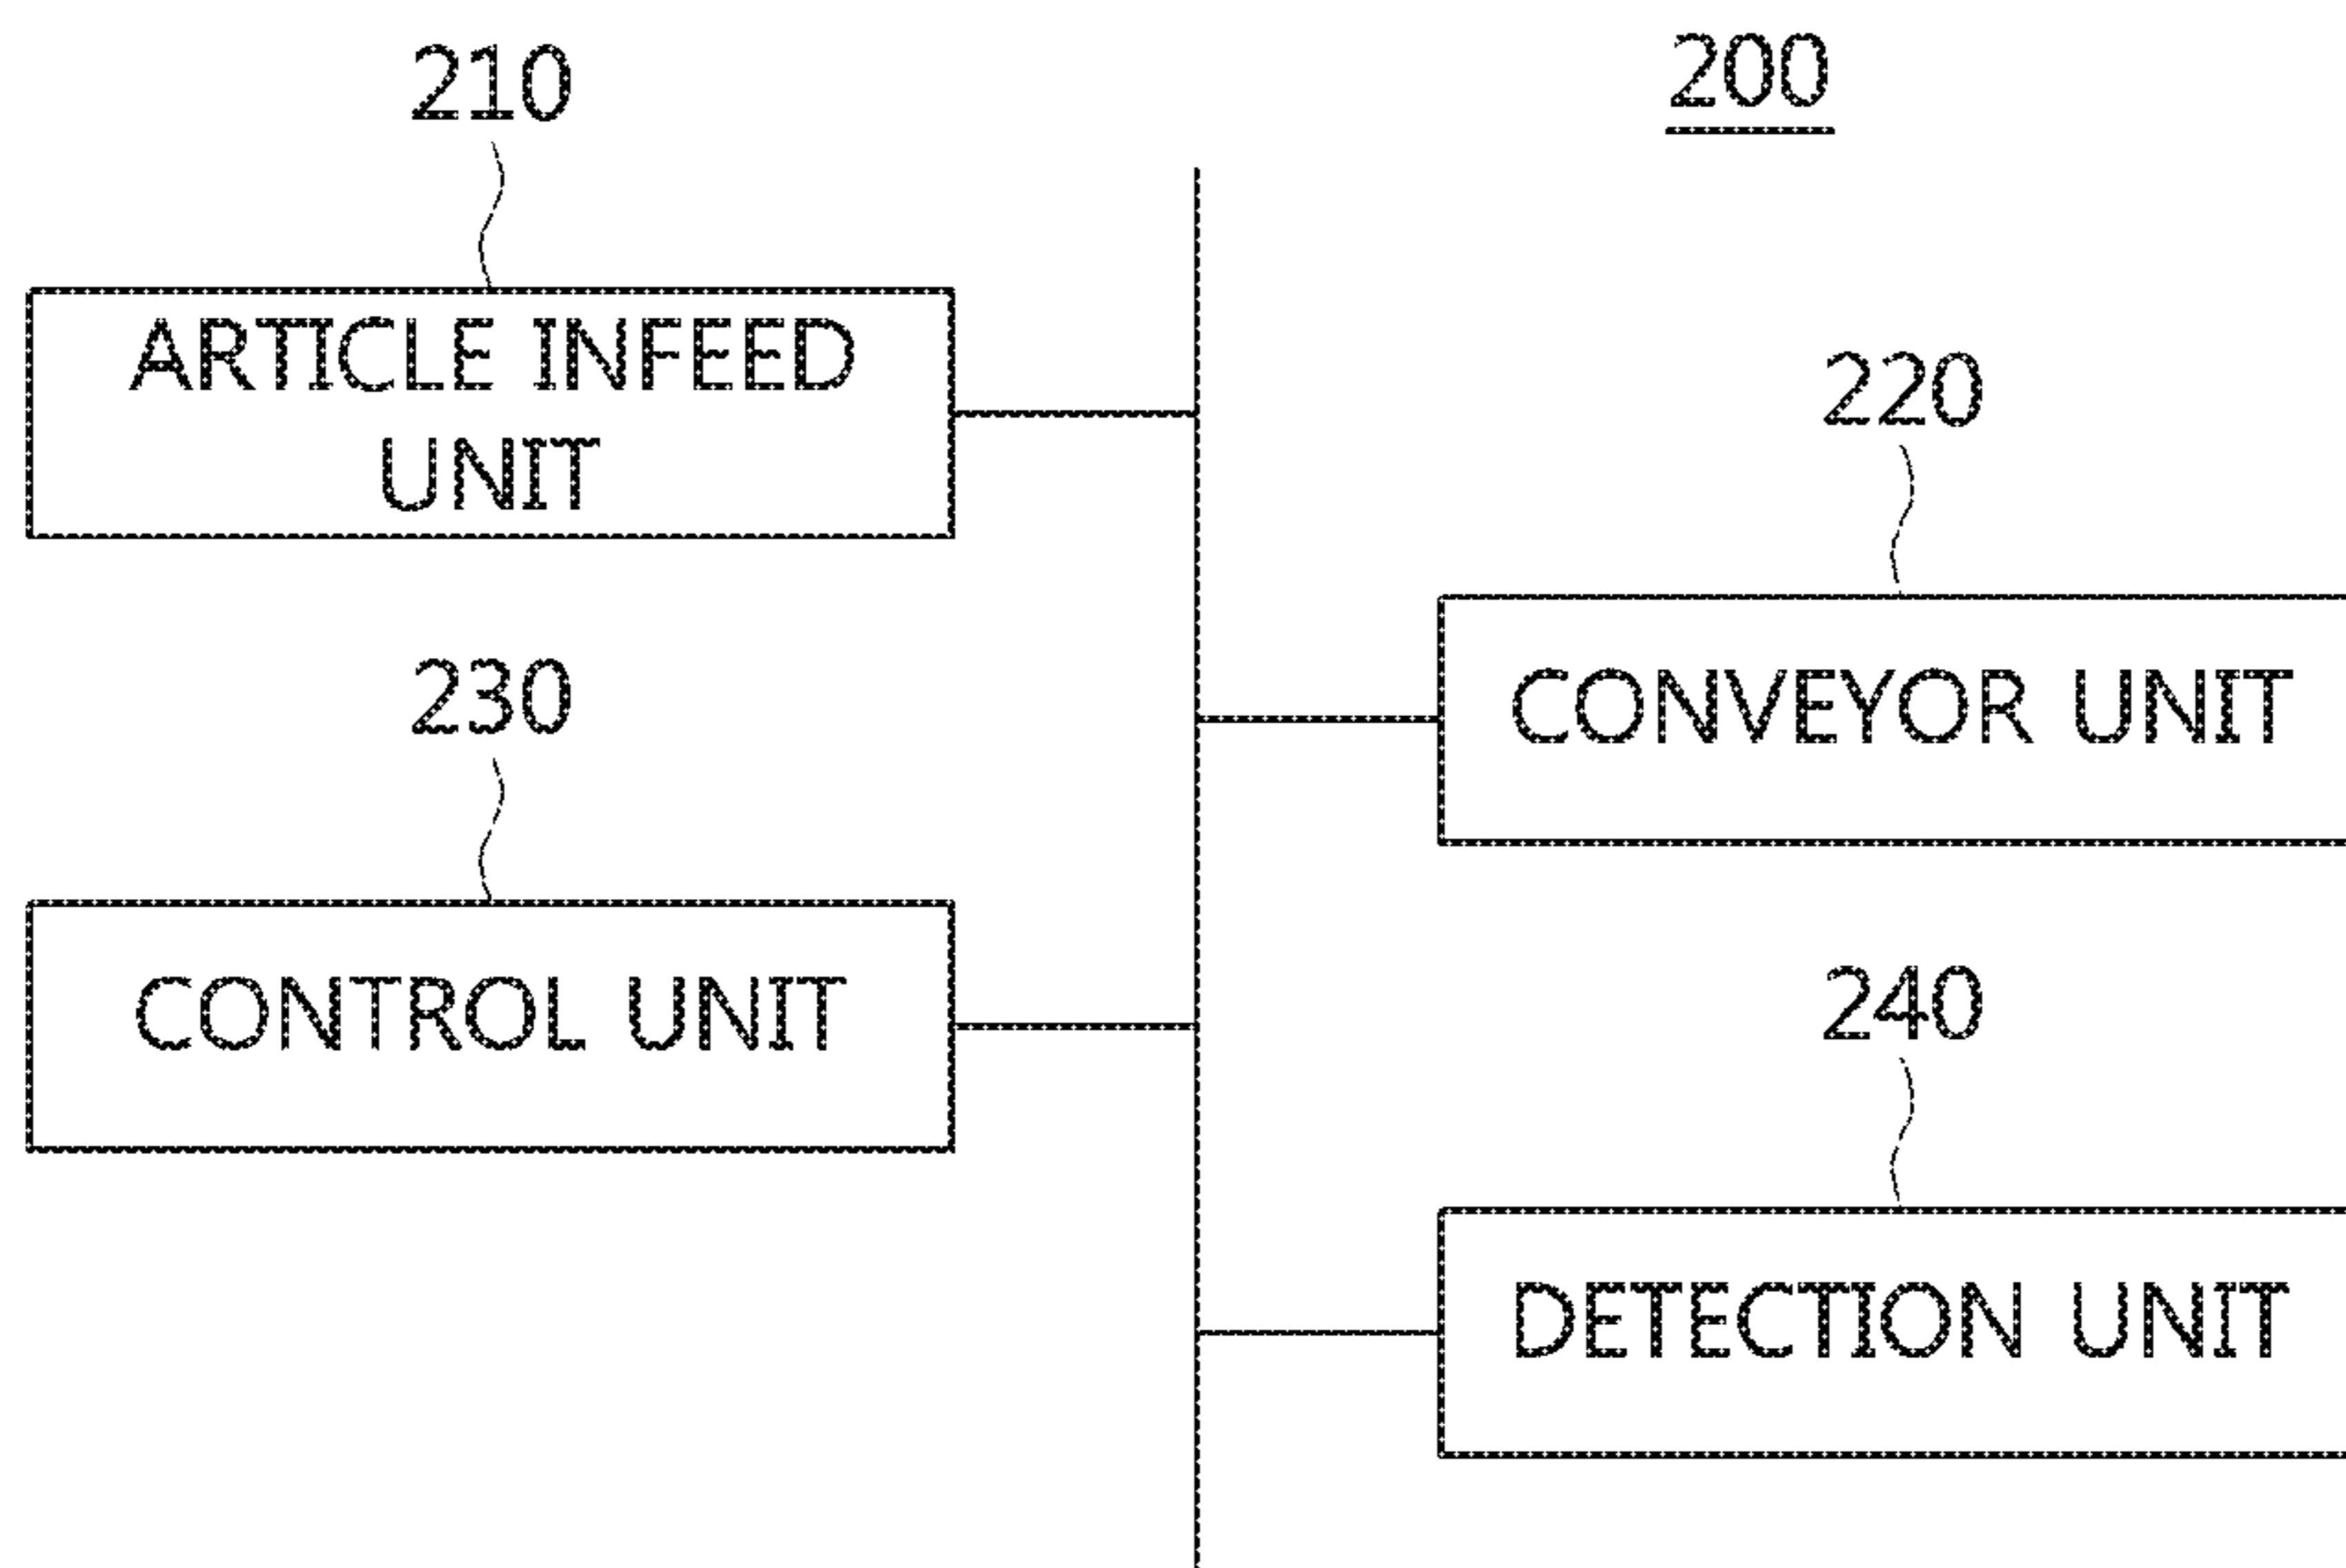 200
210
ARTICLE INFEED
UNIT
220
CONVEYOR UNIT
230
CONTROL UNIT
240
DETECTION UNIT